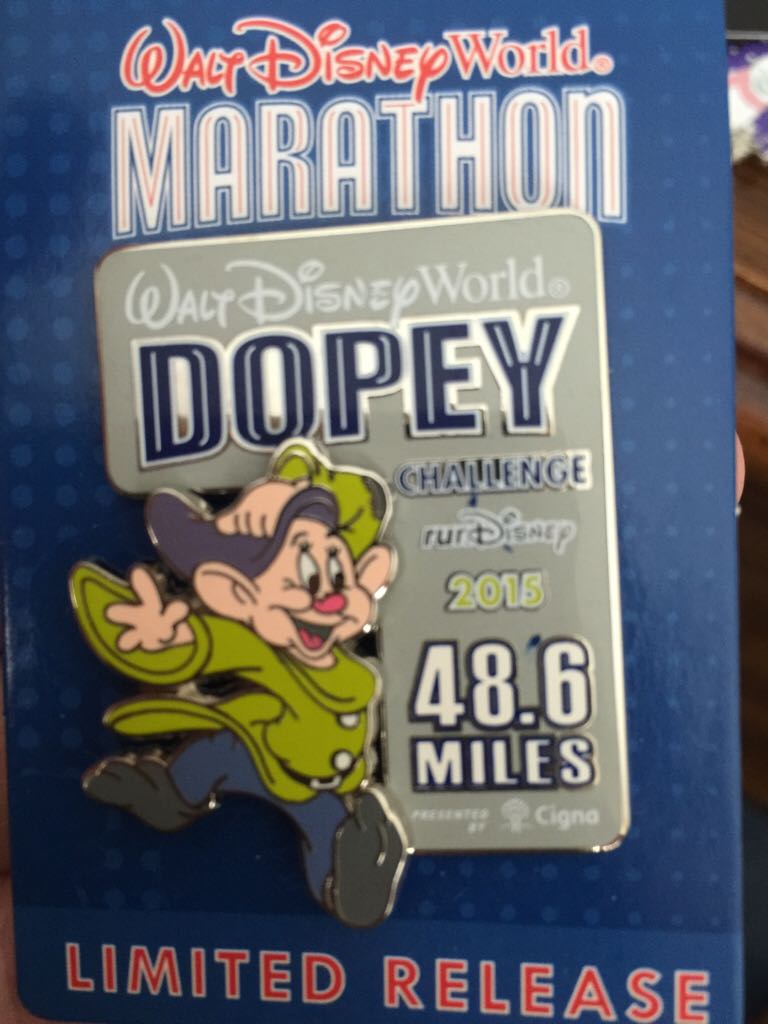 Walt Disney World®
MARATHON
Walt Disney World®
DOPEY
CHALLENGE
runDisney
2015
48.6
MILES
PRESENTED BY Cigna
LIMITED RELEASE